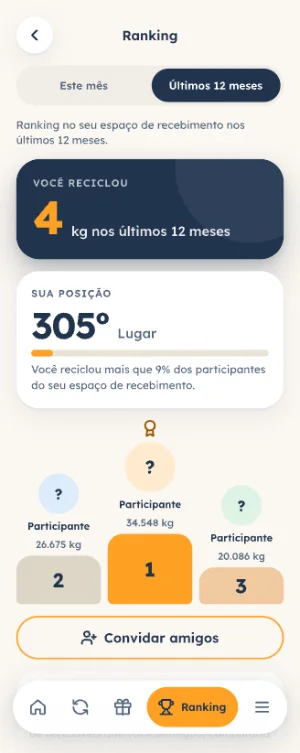 Ranking
Este mês
Últimos 12 meses
Ranking no seu espaço de recebimento nos
últimos 12 meses.
VOCÊ RECICLOU
4 kg nos últimos 12 meses
SUA POSIÇÃO
305º Lugar
Você reciclou mais que 9% dos participantes
do seu espaço de recebimento.
?
Participante
34.548 kg
1
?
Participante
26.675 kg
2
?
Participante
20.086 kg
3
Convidar amigos
Ranking